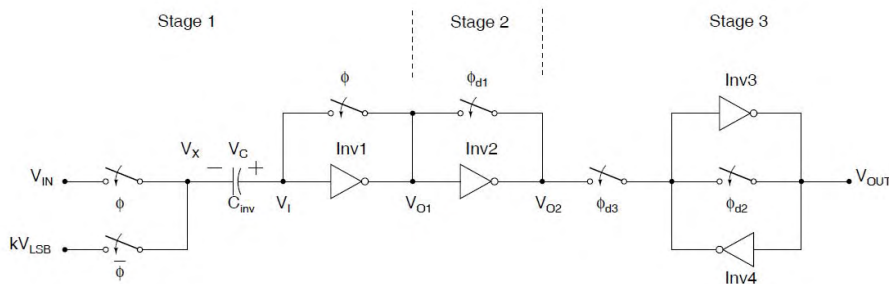 Stage 1
Stage 2
Stage 3
ϕ
ϕd1
Inv3
VX
− VC +
Inv1
Inv2
VIN
ϕ
Cinv
VI
VO1
VO2
ϕd3
ϕd2
VOUT
kVLSB
ϕ̅
Inv4